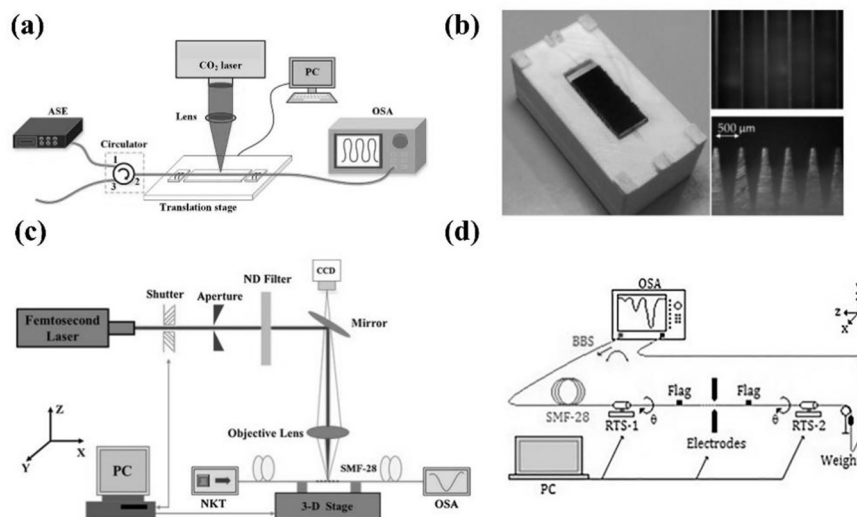 (a)
CO2 laser
PC
ASE
Lens
OSA
Circulator
1
2
3
Translation stage
(b)
500 μm
(c)
CCD
ND Filter
Shutter
Aperture
Femtosecond
Laser
Mirror
Z
Y
X
Objective Lens
PC
SMF-28
NKT
3-D Stage
OSA
(d)
OSA
z
x
BBS
SMF-28
Flag
Flag
θ
θ
RTS-1
RTS-2
Electrodes
PC
Weigh